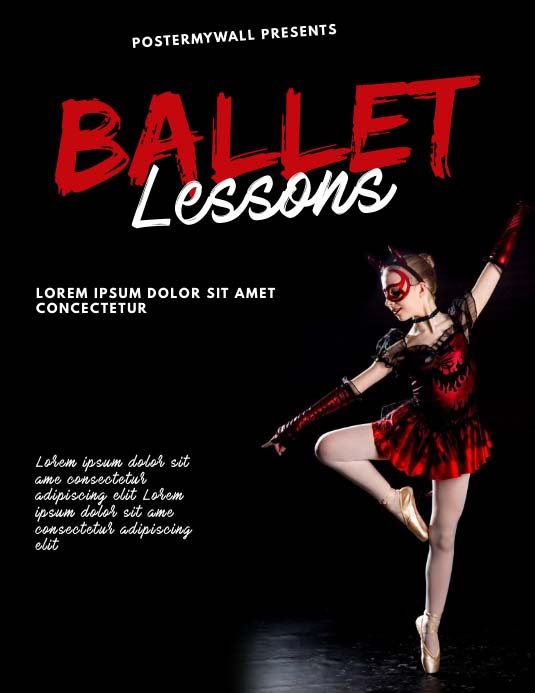 POSTERMYWALL PRESENTS
BALLET
Lessons
LOREM IPSUM DOLOR SIT AMET
CONCECTETUR
Lorem ipsum dolor sit
ame consectetur
adipiscing elit Lorem
ipsum dolor sit ame
consectetur adipiscing
elit